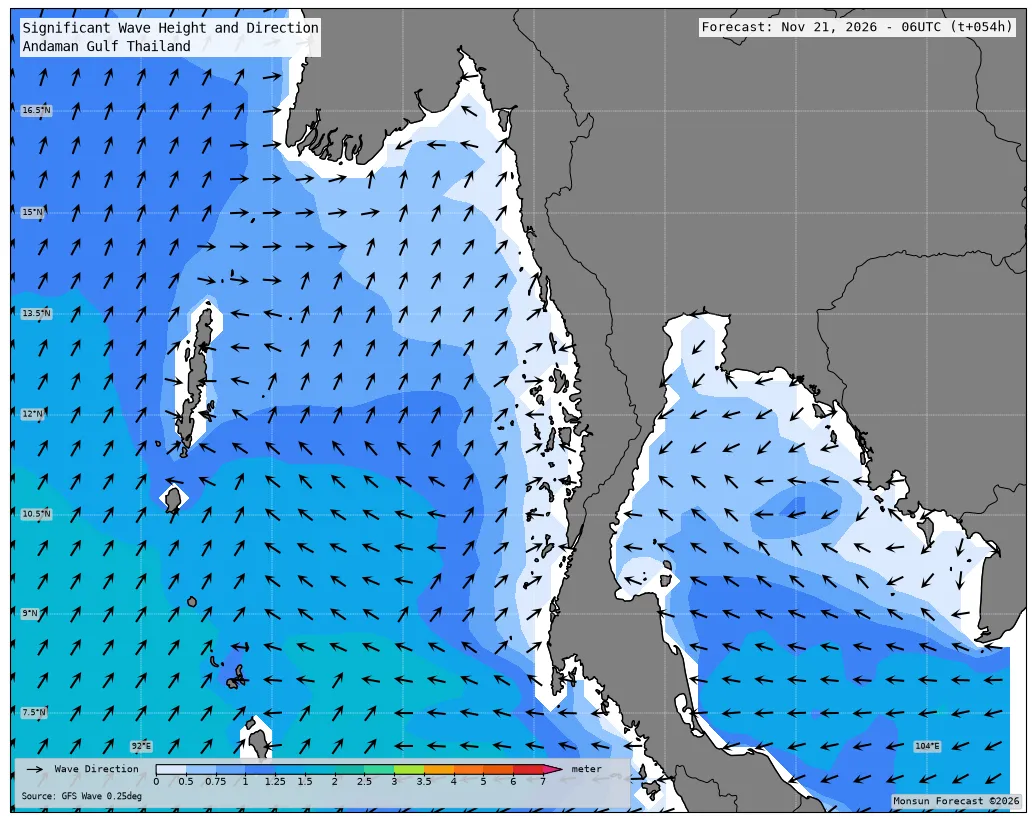 Significant Wave Height and Direction
Andaman Gulf Thailand
Forecast: Nov 21, 2026 - 06UTC (t+054h)
16.5°N
15°N
13.5°N
12°N
10.5°N
9°N
7.5°N
92°E
104°E
Wave Direction
meter
0.5 0.75 1 1.25 1.5 2 2.5 3 3.5 4 5 6 7
Source: GFS Wave 0.25deg
Monsun Forecast ©2026